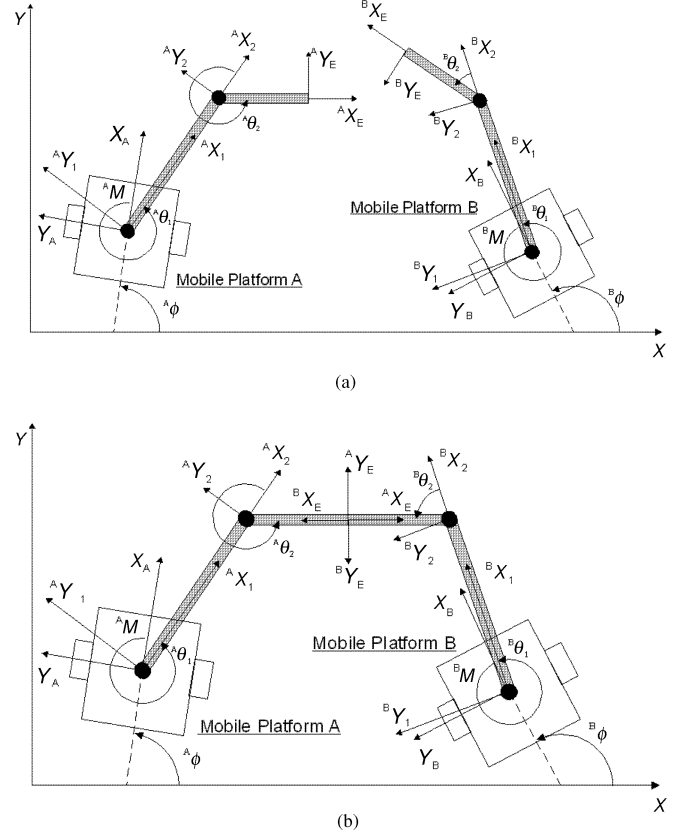 Y
ᴮX_E
ᴬX_2
ᴬY_2
ᴬY_E
ᴮX_2
ᴮθ_2
ᴮY_E
ᴬX_E
ᴬθ_2
ᴮY_2
X_A
ᴬX_1
ᴮX_1
ᴬY_1
X_B
ᴬM
Mobile Platform B
ᴬθ_1
ᴮθ_1
Y_A
ᴮM
ᴮY_1
Mobile Platform A
Y_B
ᴬϕ
ᴮϕ
X
(a)
Y
ᴬX_2
ᴬY_E
ᴮX_2
ᴬY_2
ᴮX_E
ᴬX_E
ᴮθ_2
ᴬθ_2
ᴮY_2
ᴮY_E
X_A
ᴬX_1
ᴮX_1
ᴬY_1
X_B
ᴬM
Mobile Platform B
ᴮθ_1
ᴬθ_1
Y_A
ᴮM
Mobile Platform A
ᴮY_1
Y_B
ᴬϕ
ᴮϕ
X
(b)